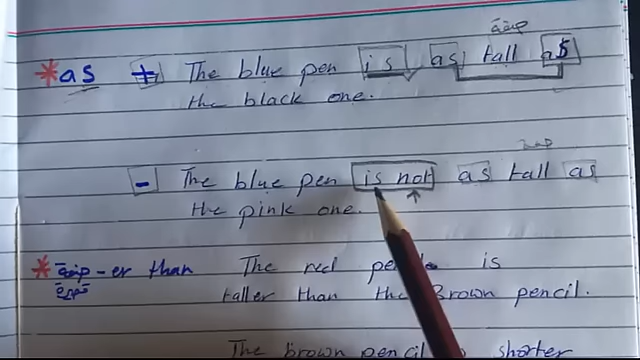 *as + The blue pen is as tall as
the black one.
- The blue pen is not as tall as
the pink one.
* -er than The red pencil is
taller than the Brown pencil.
The brown pencil shorter